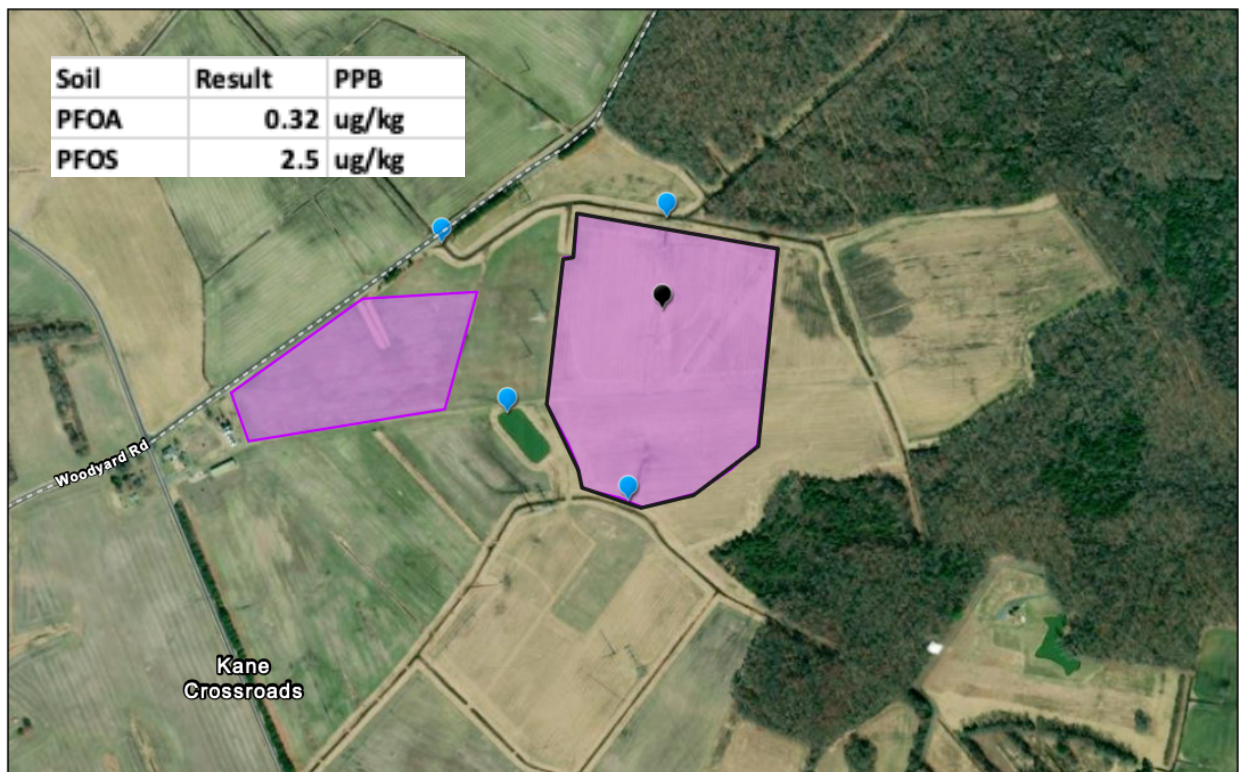 Soil Result PPB
PFOA 0.32 ug/kg
PFOS 2.5 ug/kg
Woodyard Rd
Kane
Crossroads